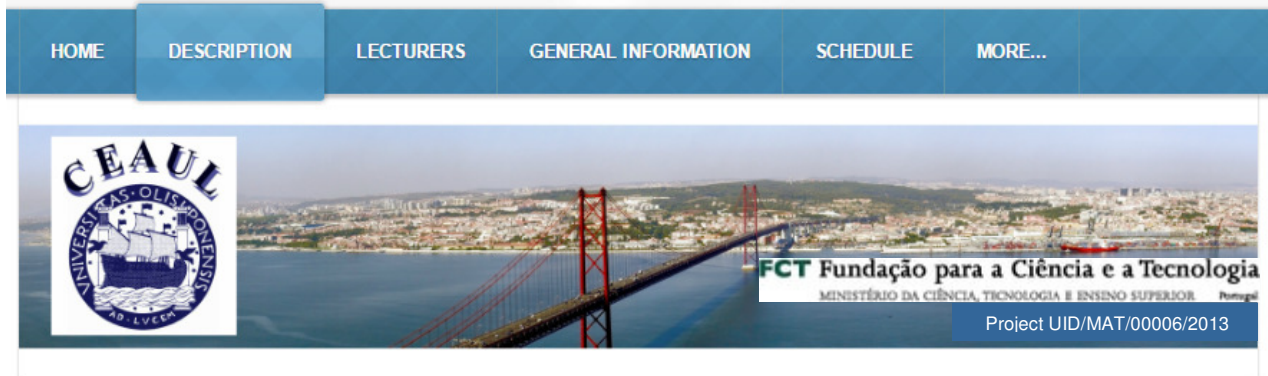 HOME DESCRIPTION LECTURERS GENERAL INFORMATION SCHEDULE MORE...
CEAUL
UNIVERSITAS·OLISIPONENSIS
AD·LVCEM
FCT Fundação para a Ciência e a Tecnologia
MINISTÉRIO DA CIÊNCIA, TECNOLOGIA E ENSINO SUPERIOR Portugal
Project UID/MAT/00006/2013